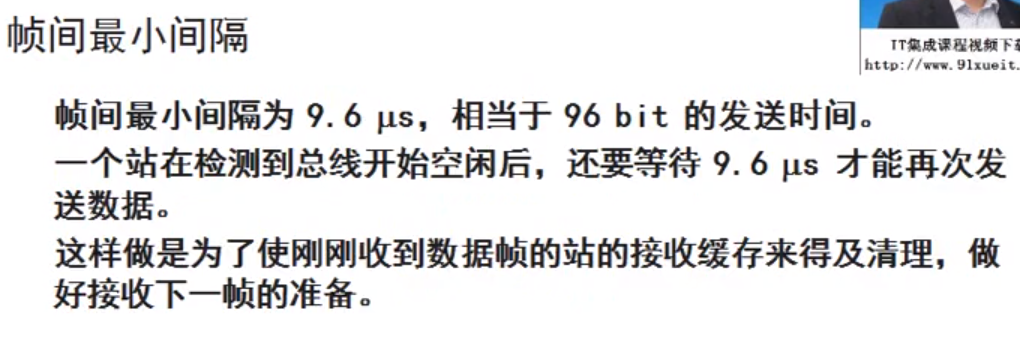 帧间最小间隔
IT集成课程视频下载
http://www.91xueit.
帧间最小间隔为 9.6 μs，相当于 96 bit 的发送时间。
一个站在检测到总线开始空闲后，还要等待 9.6 μs 才能再次发
送数据。
这样做是为了使刚刚收到数据帧的站的接收缓存来得及清理，做
好接收下一帧的准备。